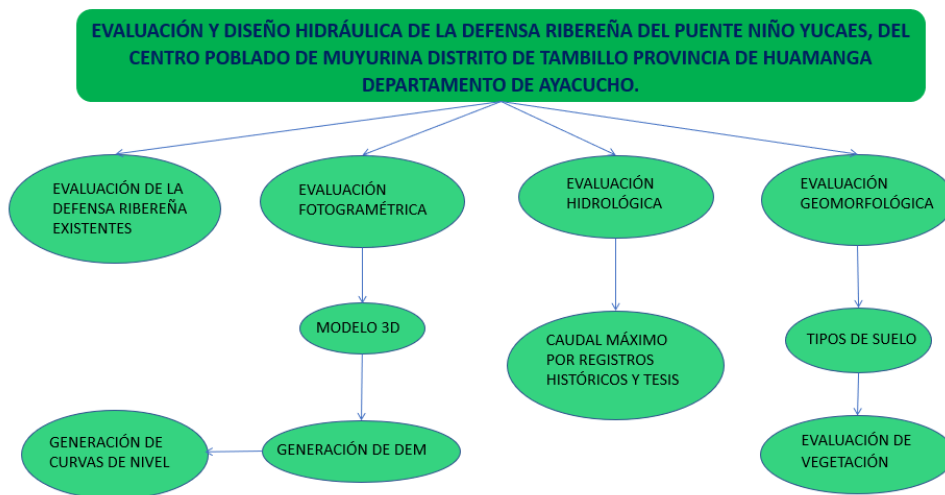 EVALUACIÓN Y DISEÑO HIDRÁULICA DE LA DEFENSA RIBEREÑA DEL PUENTE NIÑO YUCAES, DEL
CENTRO POBLADO DE MUYURINA DISTRITO DE TAMBILLO PROVINCIA DE HUAMANGA
DEPARTAMENTO DE AYACUCHO.
EVALUACIÓN DE LA
DEFENSA RIBEREÑA
EXISTENTES
EVALUACIÓN
FOTOGRAMÉTRICA
EVALUACIÓN
HIDROLÓGICA
EVALUACIÓN
GEOMORFOLÓGICA
MODELO 3D
CAUDAL MÁXIMO
POR REGISTROS
HISTÓRICOS Y TESIS
TIPOS DE SUELO
GENERACIÓN DE
CURVAS DE NIVEL
GENERACIÓN DE DEM
EVALUACIÓN DE
VEGETACIÓN